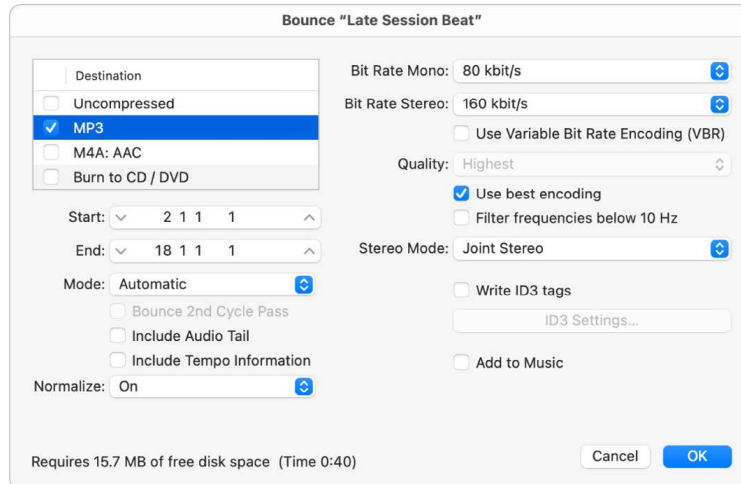 Bounce “Late Session Beat”
Destination
Uncompressed
MP3
M4A: AAC
Burn to CD / DVD
Start: 2 1 1 1
End: 18 1 1 1
Mode: Automatic
Bounce 2nd Cycle Pass
Include Audio Tail
Include Tempo Information
Normalize: On
Bit Rate Mono: 80 kbit/s
Bit Rate Stereo: 160 kbit/s
Use Variable Bit Rate Encoding (VBR)
Quality: Highest
Use best encoding
Filter frequencies below 10 Hz
Stereo Mode: Joint Stereo
Write ID3 tags
ID3 Settings...
Add to Music
Requires 15.7 MB of free disk space (Time 0:40)
Cancel
OK